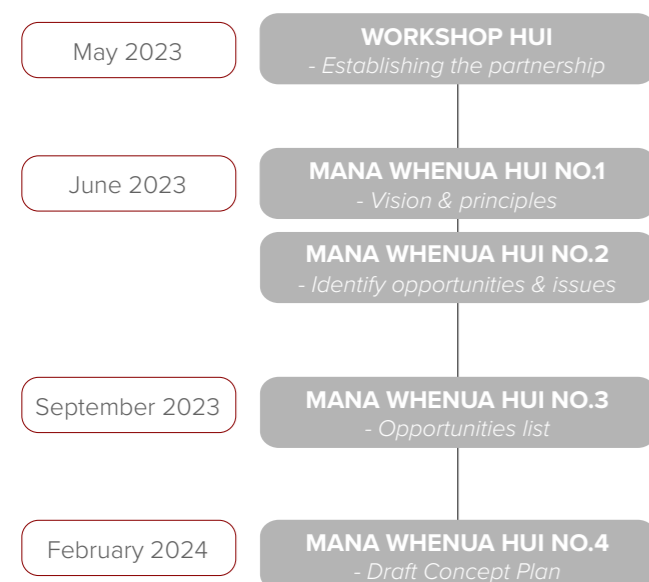 May 2023
WORKSHOP HUI
- Establishing the partnership
June 2023
MANA WHENUA HUI NO.1
- Vision & principles
MANA WHENUA HUI NO.2
- Identify opportunities & issues
September 2023
MANA WHENUA HUI NO.3
- Opportunities list
February 2024
MANA WHENUA HUI NO.4
- Draft Concept Plan